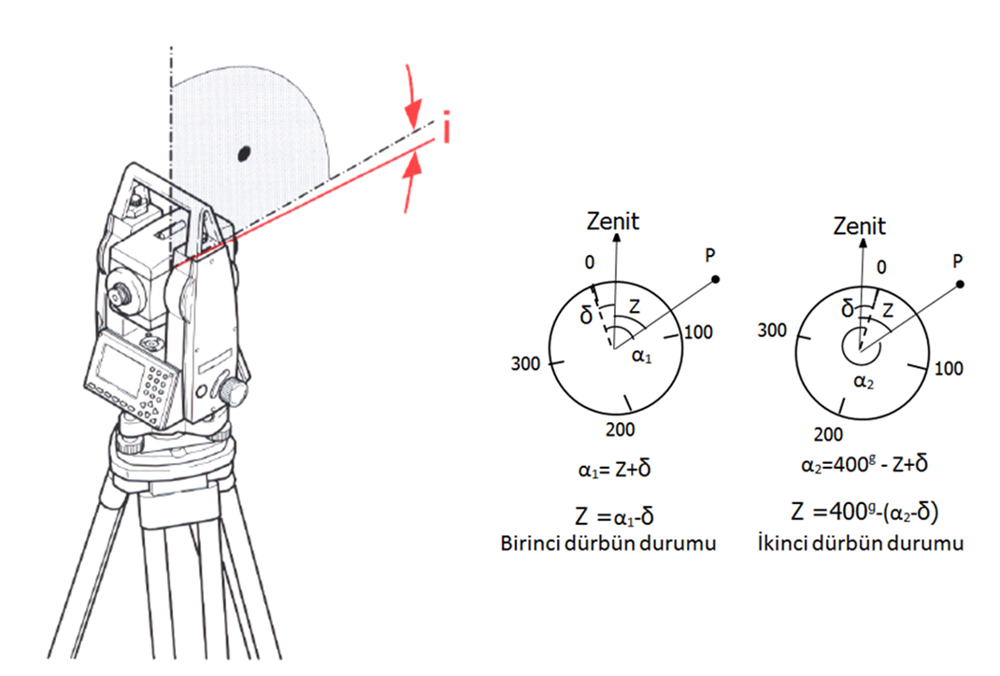 i
Zenit
0
P
δ
Z
100
α₁
300
200
α₁= Z+δ
Z =α₁-δ
Birinci dürbün durumu
Zenit
0
P
δ
Z
300
100
α₂
200
α₂=400ᵍ - Z+δ
Z =400ᵍ-(α₂-δ)
İkinci dürbün durumu